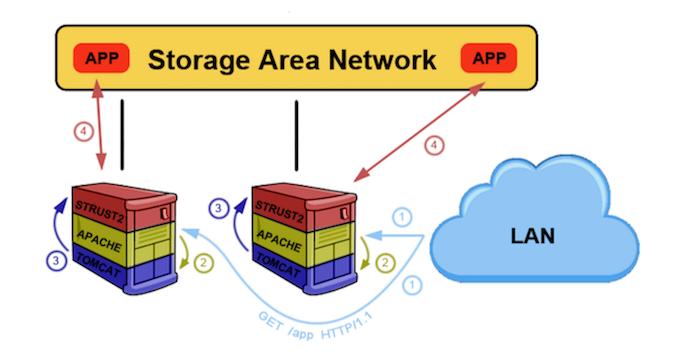 APP Storage Area Network APP
4
4
STRUST2
APACHE
TOMCAT
3
2
STRUST2
APACHE
TOMCAT
3
2
1
1
GET /app HTTP/1.1
LAN